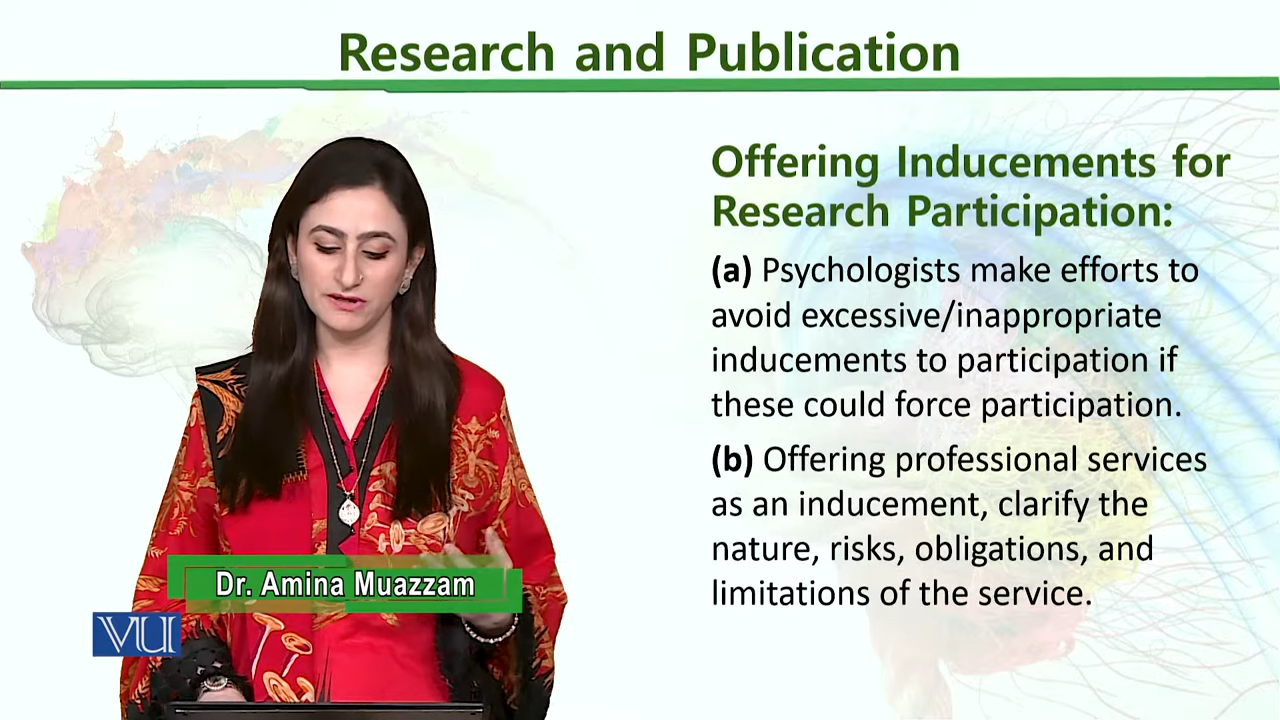 Research and Publication
Offering Inducements for
Research Participation:
(a) Psychologists make efforts to
avoid excessive/inappropriate
inducements to participation if
these could force participation.
(b) Offering professional services
as an inducement, clarify the
nature, risks, obligations, and
limitations of the service.
Dr. Amina Muazzam
VU